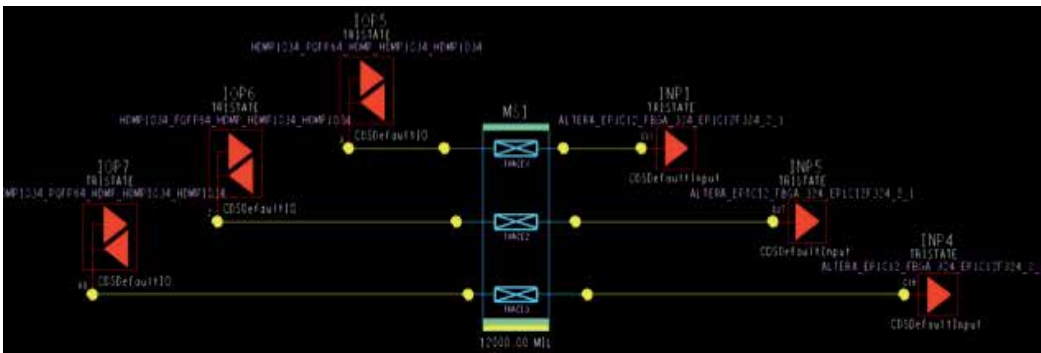 IOP5
TRISTATE
HDMP1034_PQFP64_HDMP_HDMP1034_HDMP1034
CDSDefaultIO
IOP6
TRISTATE
HDMP1034_PQFP64_HDMP_HDMP1034_HDMP1034
CDSDefaultIO
IOP7
TRISTATE
CDSDefaultIO
MS1
TRACE1
TRACE2
TRACE3
12000.00 MIL
INP1
TRISTATE
ALTERA_EP1C12_FBGA_324_EP1C12F324_2_1
CDSDefaultInput
INP5
TRISTATE
ALTERA_EP1C12_FBGA_324_EP1C12F324_2_1
CDSDefaultInput
INP4
TRISTATE
ALTERA_EP1C12_FBGA_324_EP1C12F324_2_
CDSDefaultInput